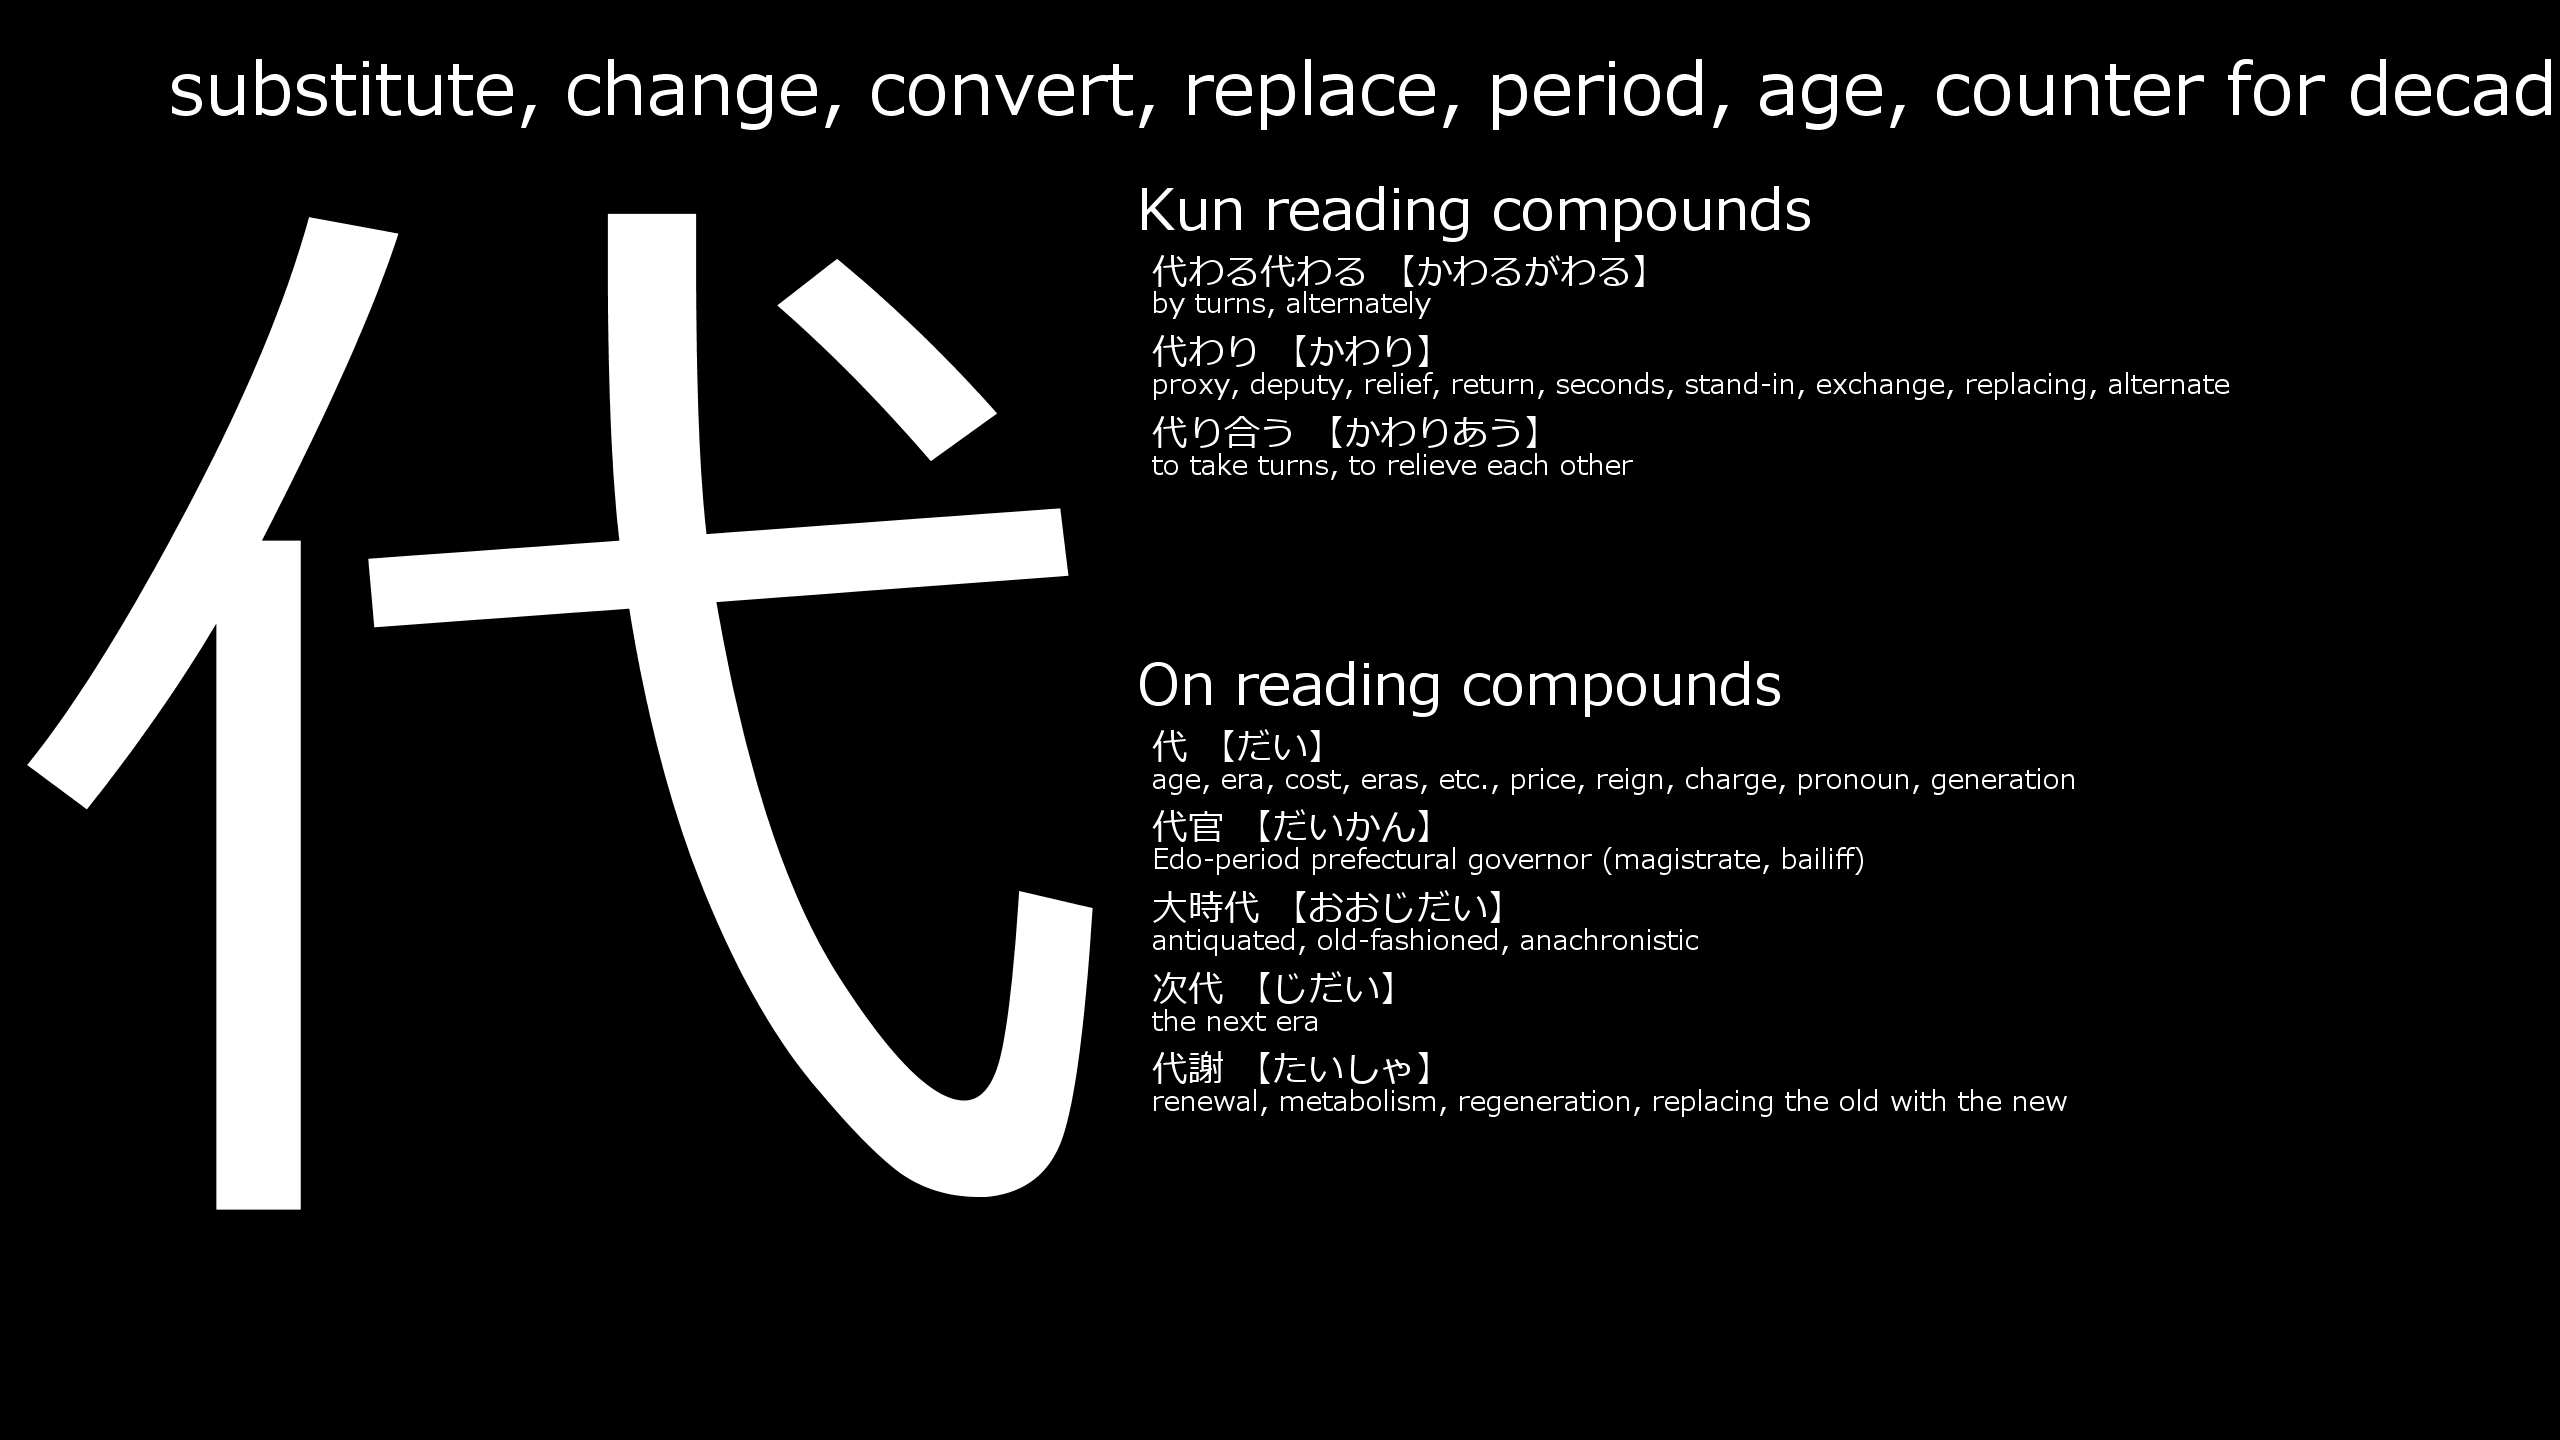 substitute, change, convert, replace, period, age, counter for decad
代
Kun reading compounds
代わる代わる 【かわるがわる】
by turns, alternately
代わり 【かわり】
proxy, deputy, relief, return, seconds, stand-in, exchange, replacing, alternate
代り合う 【かわりあう】
to take turns, to relieve each other
On reading compounds
代 【だい】
age, era, cost, eras, etc., price, reign, charge, pronoun, generation
代官 【だいかん】
Edo-period prefectural governor (magistrate, bailiff)
大時代 【おおじだい】
antiquated, old-fashioned, anachronistic
次代 【じだい】
the next era
代謝 【たいしゃ】
renewal, metabolism, regeneration, replacing the old with the new